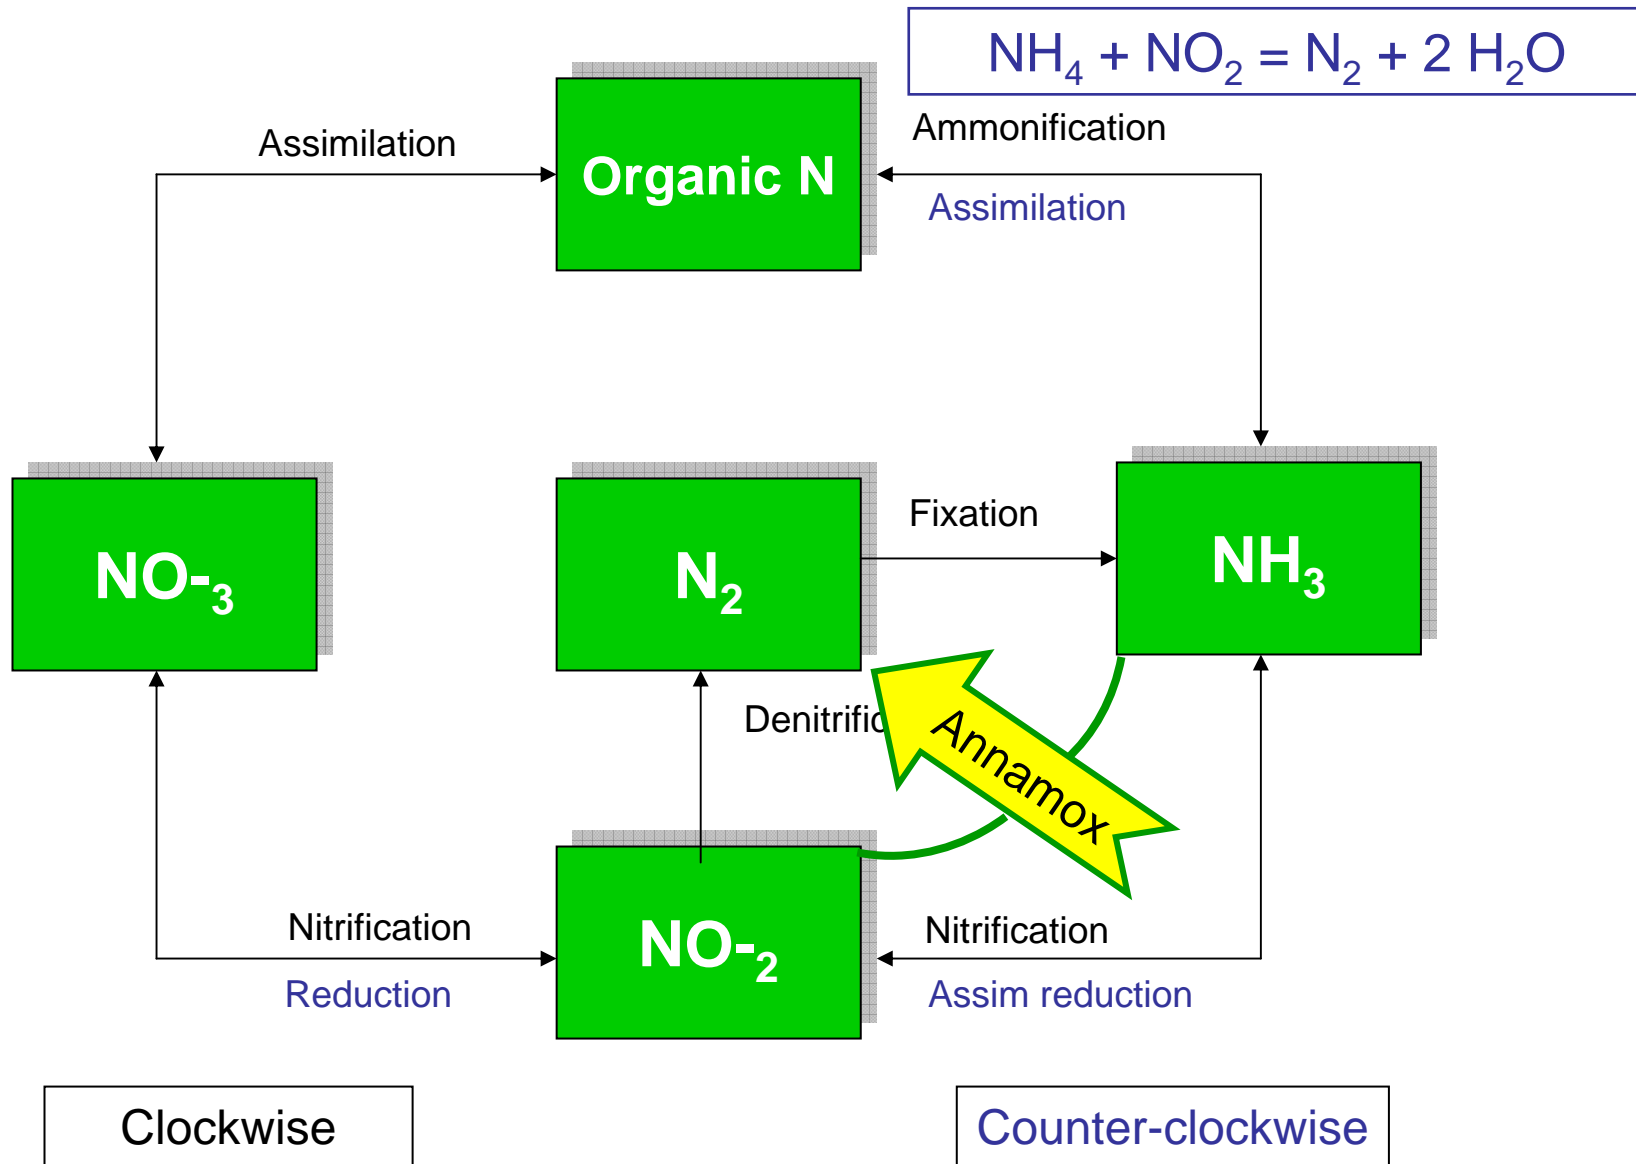 NH₄ + NO₂ = N₂ + 2 H₂O
Assimilation
Ammonification
Organic N
Assimilation
Fixation
NO-₃
N₂
NH₃
Denitrific
Annamox
Nitrification
NO-₂
Nitrification
Reduction
Assim reduction
Clockwise
Counter-clockwise